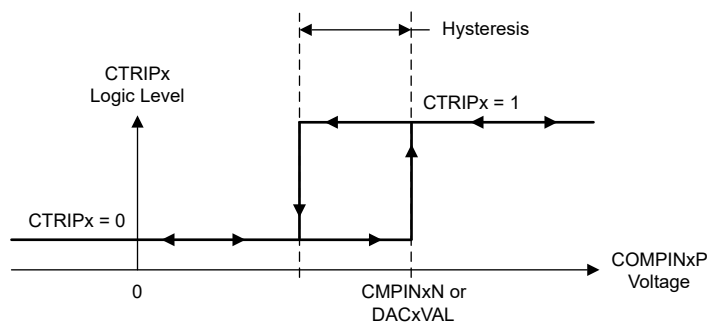 Hysteresis
CTRIPx
Logic Level
CTRIPx = 1
CTRIPx = 0
COMPINxP
Voltage
0
CMPINxN or
DACxVAL